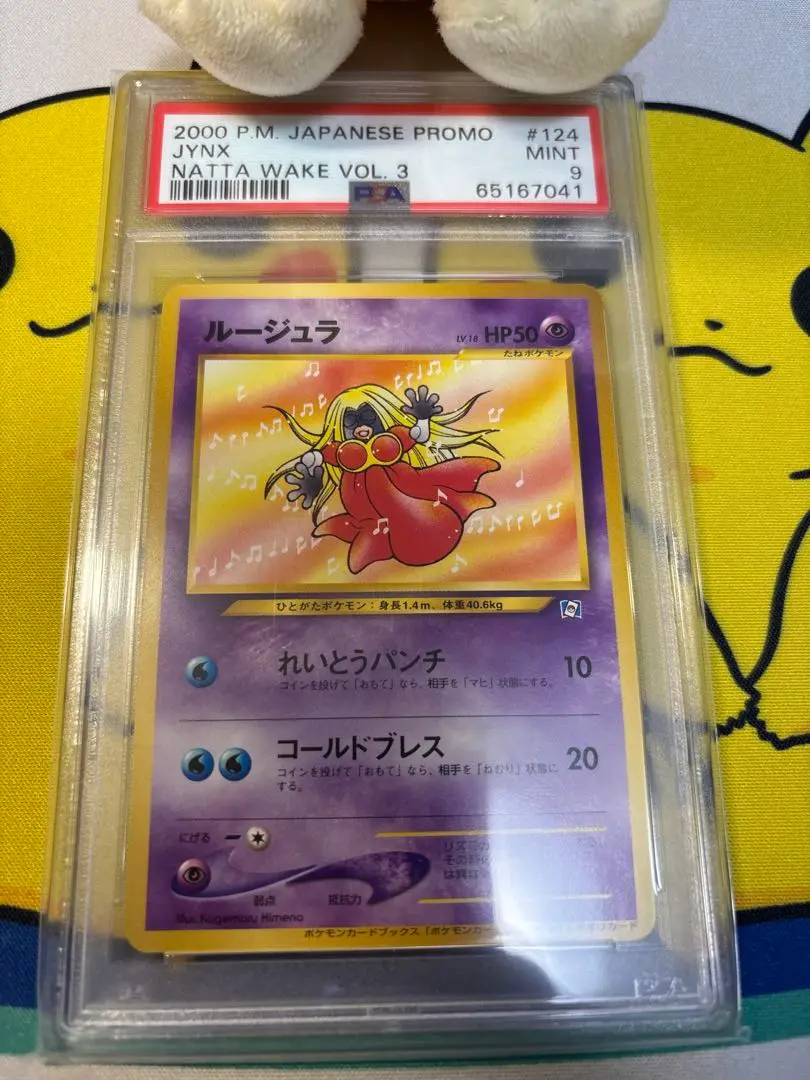 2000 P.M. JAPANESE PROMO #124
JYNX MINT
NATTA WAKE VOL. 3 9
PSA 65167041
ルージュラ LV.18 HP50
たねポケモン
ひとがたポケモン:身長1.4m、体重40.6kg
れいとうパンチ 10
コインを投げて「おもて」なら、相手を「マヒ」状態にする。
コールドブレス 20
コインを投げて「おもて」なら、相手を「ねむり」状態に
する。
にげる
リズ
その
は
弱点 抵抗力
Illus. Kagemaru Himeno
ポケモンカードブックス「ポケモンカー